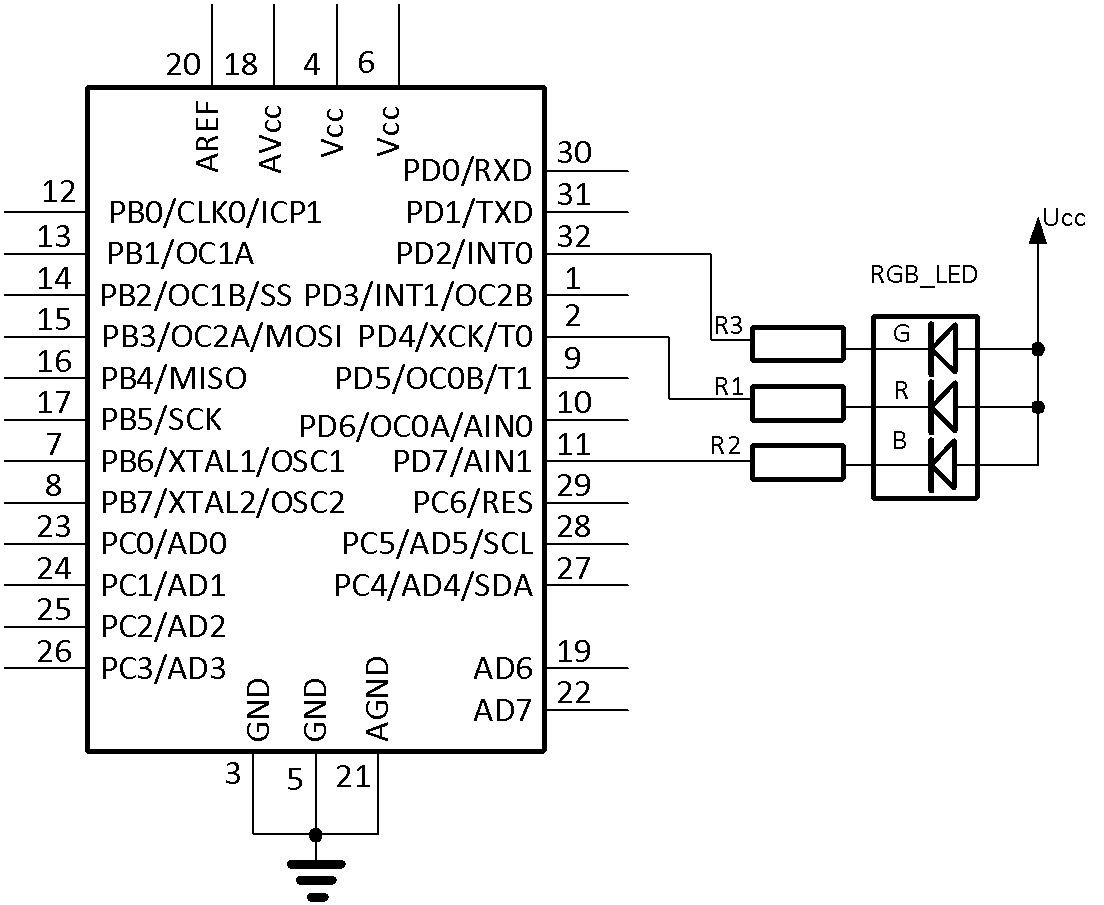 20 18 4 6
AREF AVcc Vcc Vcc
PD0/RXD 30
12 PB0/CLK0/ICP1 PD1/TXD 31
13 PB1/OC1A PD2/INT0 32
14 PB2/OC1B/SS PD3/INT1/OC2B 1
15 PB3/OC2A/MOSI PD4/XCK/T0 2
16 PB4/MISO PD5/OC0B/T1 9
17 PB5/SCK PD6/OC0A/AIN0 10
7 PB6/XTAL1/OSC1 PD7/AIN1 11
8 PB7/XTAL2/OSC2 PC6/RES 29
23 PC0/AD0 PC5/AD5/SCL 28
24 PC1/AD1 PC4/AD4/SDA 27
25 PC2/AD2
26 PC3/AD3 AD6 19
AD7 22
GND GND AGND
3 5 21
Ucc
RGB_LED
R3 G
R1 R
R2 B